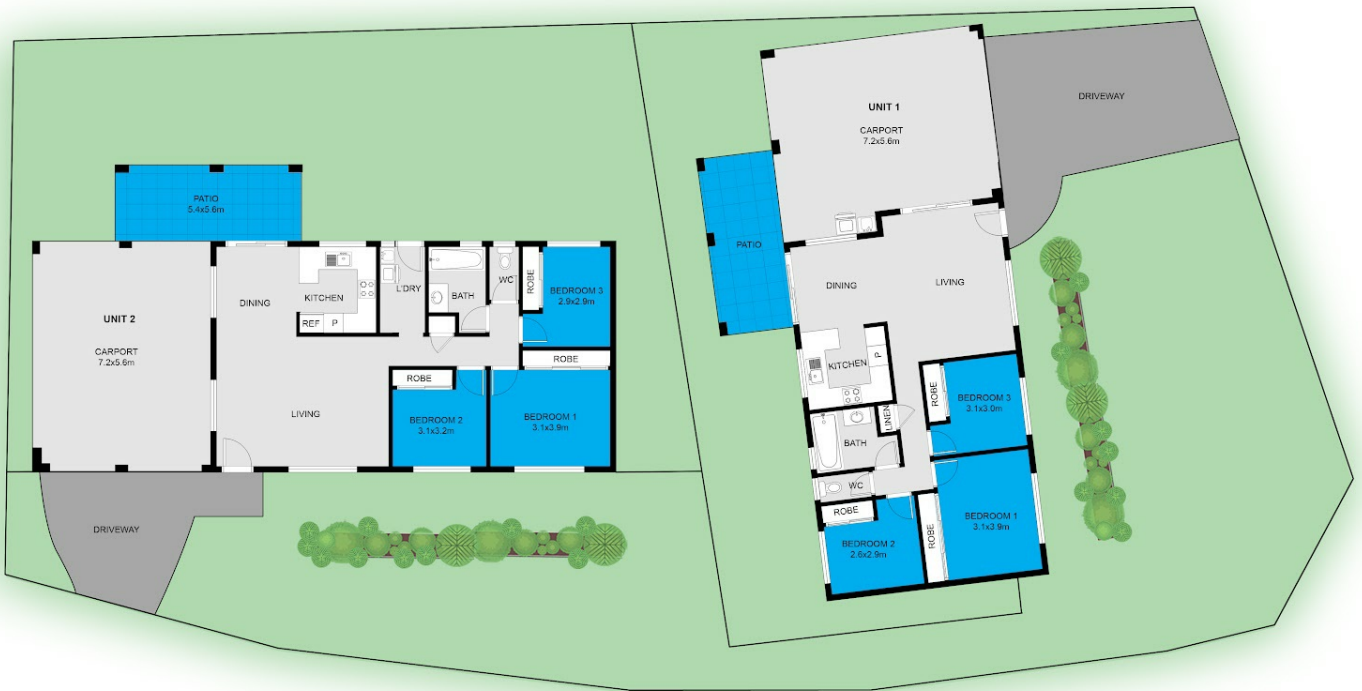 PATIO
5.4x5.6m
UNIT 2
CARPORT
7.2x5.6m
DINING
KITCHEN
REF
P
L'DRY
BATH
WC
ROBE
BEDROOM 3
2.9x2.9m
ROBE
LIVING
ROBE
BEDROOM 2
3.1x3.2m
BEDROOM 1
3.1x3.9m
DRIVEWAY
UNIT 1
CARPORT
7.2x5.6m
DRIVEWAY
PATIO
DINING
LIVING
KITCHEN
P
ROBE
BEDROOM 3
3.1x3.0m
LINEN
BATH
WC
ROBE
BEDROOM 2
2.6x2.9m
ROBE
BEDROOM 1
3.1x3.9m